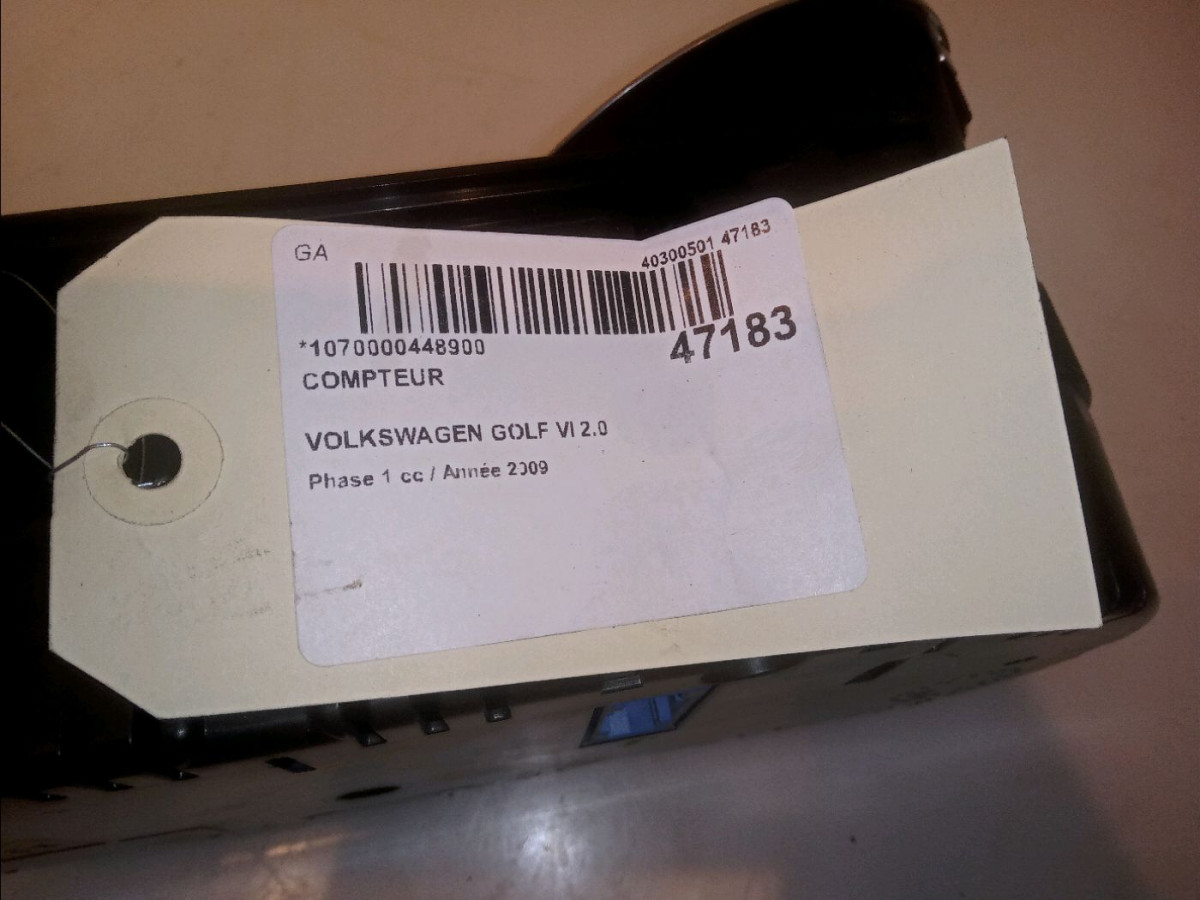 GA
40300501 47183
*1070000448900
47183
COMPTEUR
VOLKSWAGEN GOLF VI 2.0
Phase 1 cc / Année 2009